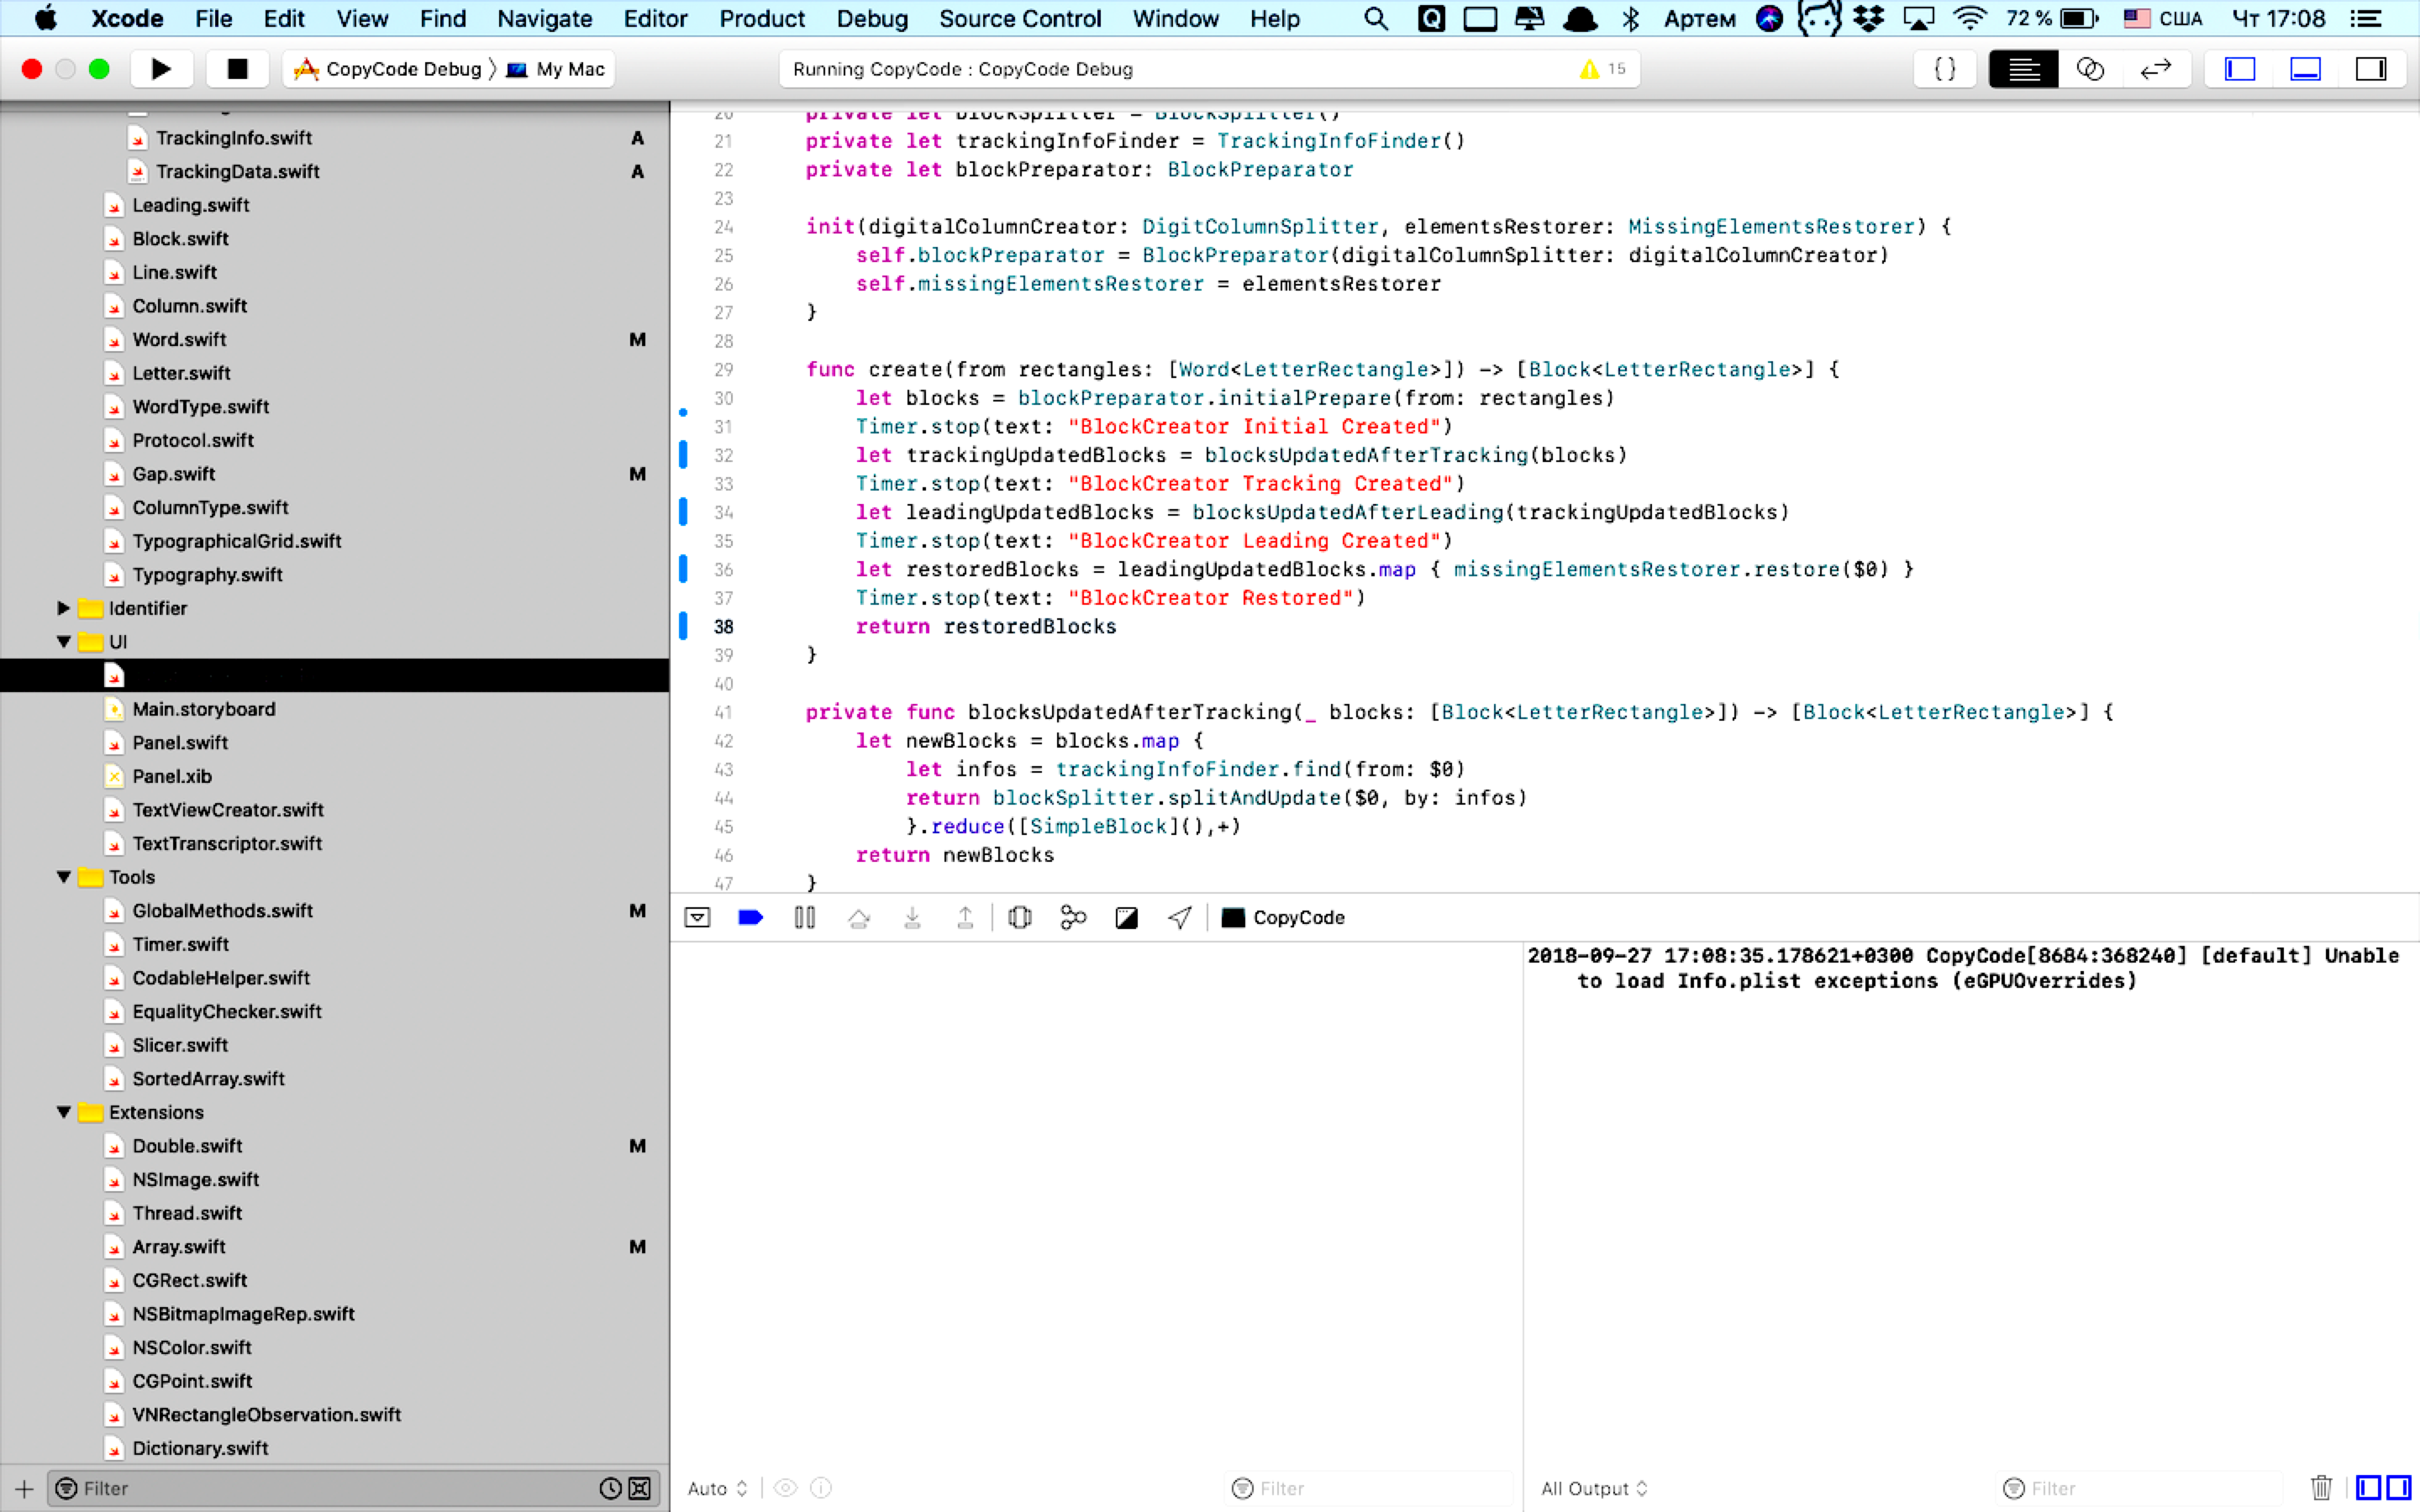 Xcode File Edit View Find Navigate Editor Product Debug Source Control Window Help Артем 72 % США Чт 17:08
CopyCode Debug My Mac Running CopyCode : CopyCode Debug 15
TrackingInfo.swift A
TrackingData.swift A
Leading.swift
Block.swift
Line.swift
Column.swift
Word.swift M
Letter.swift
WordType.swift
Protocol.swift
Gap.swift M
ColumnType.swift
TypographicalGrid.swift
Typography.swift
Identifier
UI
Main.storyboard
Panel.swift
Panel.xib
TextViewCreator.swift
TextTranscriptor.swift
Tools
GlobalMethods.swift M
Timer.swift
CodableHelper.swift
EqualityChecker.swift
Slicer.swift
SortedArray.swift
Extensions
Double.swift M
NSImage.swift
Thread.swift
Array.swift M
CGRect.swift
NSBitmapImageRep.swift
NSColor.swift
CGPoint.swift
VNRectangleObservation.swift
Dictionary.swift
Filter
20 private let blockSplitter = BlockSplitter()
21 private let trackingInfoFinder = TrackingInfoFinder()
22 private let blockPreparator: BlockPreparator
23
24 init(digitalColumnCreator: DigitColumnSplitter, elementsRestorer: MissingElementsRestorer) {
25 self.blockPreparator = BlockPreparator(digitalColumnSplitter: digitalColumnCreator)
26 self.missingElementsRestorer = elementsRestorer
27 }
28
29 func create(from rectangles: [Word<LetterRectangle>]) -> [Block<LetterRectangle>] {
30 let blocks = blockPreparator.initialPrepare(from: rectangles)
31 Timer.stop(text: "BlockCreator Initial Created")
32 let trackingUpdatedBlocks = blocksUpdatedAfterTracking(blocks)
33 Timer.stop(text: "BlockCreator Tracking Created")
34 let leadingUpdatedBlocks = blocksUpdatedAfterLeading(trackingUpdatedBlocks)
35 Timer.stop(text: "BlockCreator Leading Created")
36 let restoredBlocks = leadingUpdatedBlocks.map { missingElementsRestorer.restore($0) }
37 Timer.stop(text: "BlockCreator Restored")
38 return restoredBlocks
39 }
40
41 private func blocksUpdatedAfterTracking(_ blocks: [Block<LetterRectangle>]) -> [Block<LetterRectangle>] {
42 let newBlocks = blocks.map {
43 let infos = trackingInfoFinder.find(from: $0)
44 return blockSplitter.splitAndUpdate($0, by: infos)
45 }.reduce([SimpleBlock](),+)
46 return newBlocks
47 }
CopyCode
2018-09-27 17:08:35.178621+0300 CopyCode[8684:368240] [default] Unable
to load Info.plist exceptions (eGPUOverrides)
Auto Filter All Output Filter